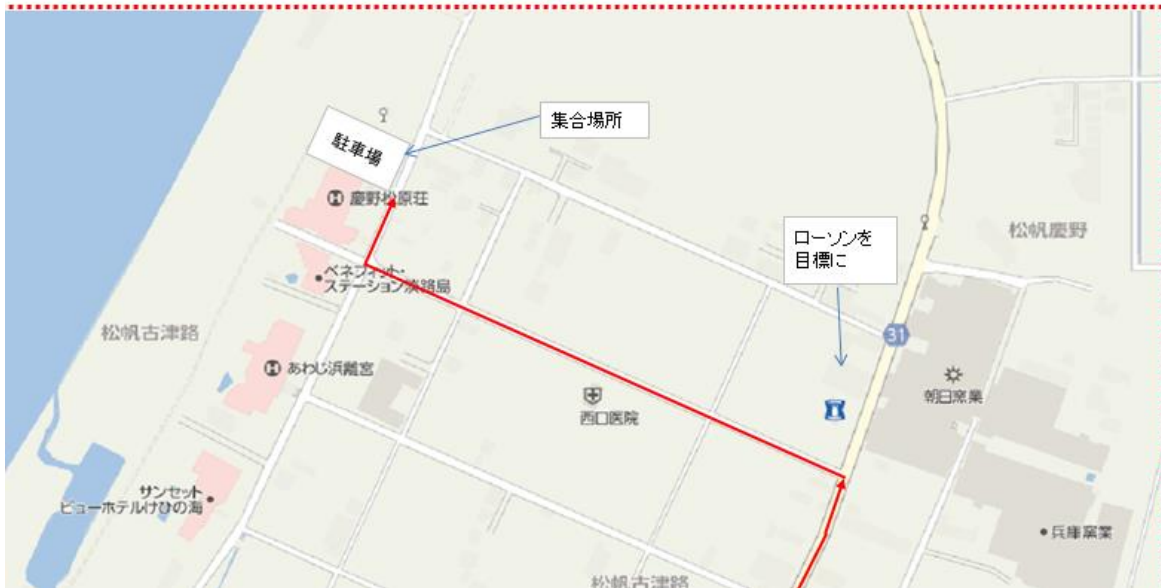 集合場所
駐車場
慶野松原荘
ローソンを
目標に
松帆慶野
ベネフィット・
ステーション淡路島
松帆古津路
31
あわじ浜離宮
朝日窯業
西口医院
サンセット
ビューホテルけひの海
兵庫窯業
松帆古津路